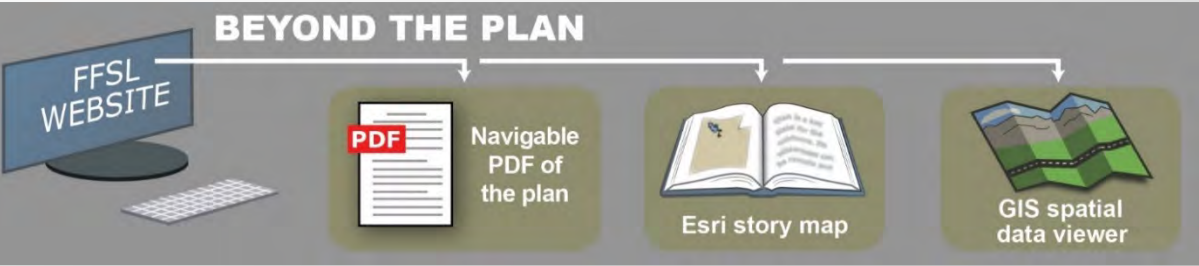 BEYOND THE PLAN
FFSL
WEBSITE
PDF
Navigable
PDF of
the plan
Esri story map
GIS spatial
data viewer